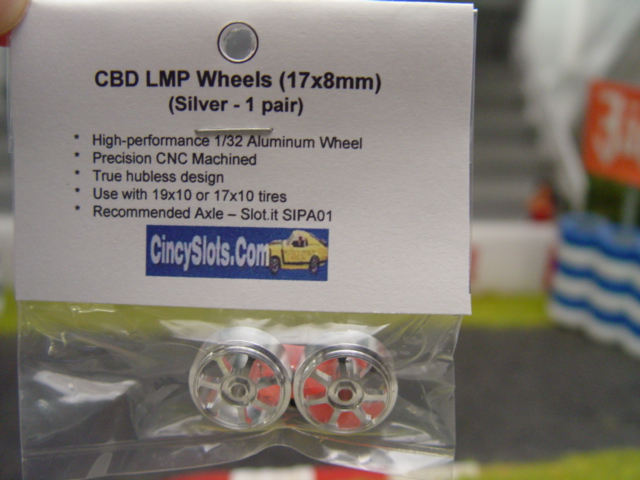 CBD LMP Wheels (17x8mm)
(Silver - 1 pair)
* High-performance 1/32 Aluminum Wheel
* Precision CNC Machined
* True hubless design
* Use with 19x10 or 17x10 tires
* Recommended Axle – Slot.it SIPA01
CincySlots.Com